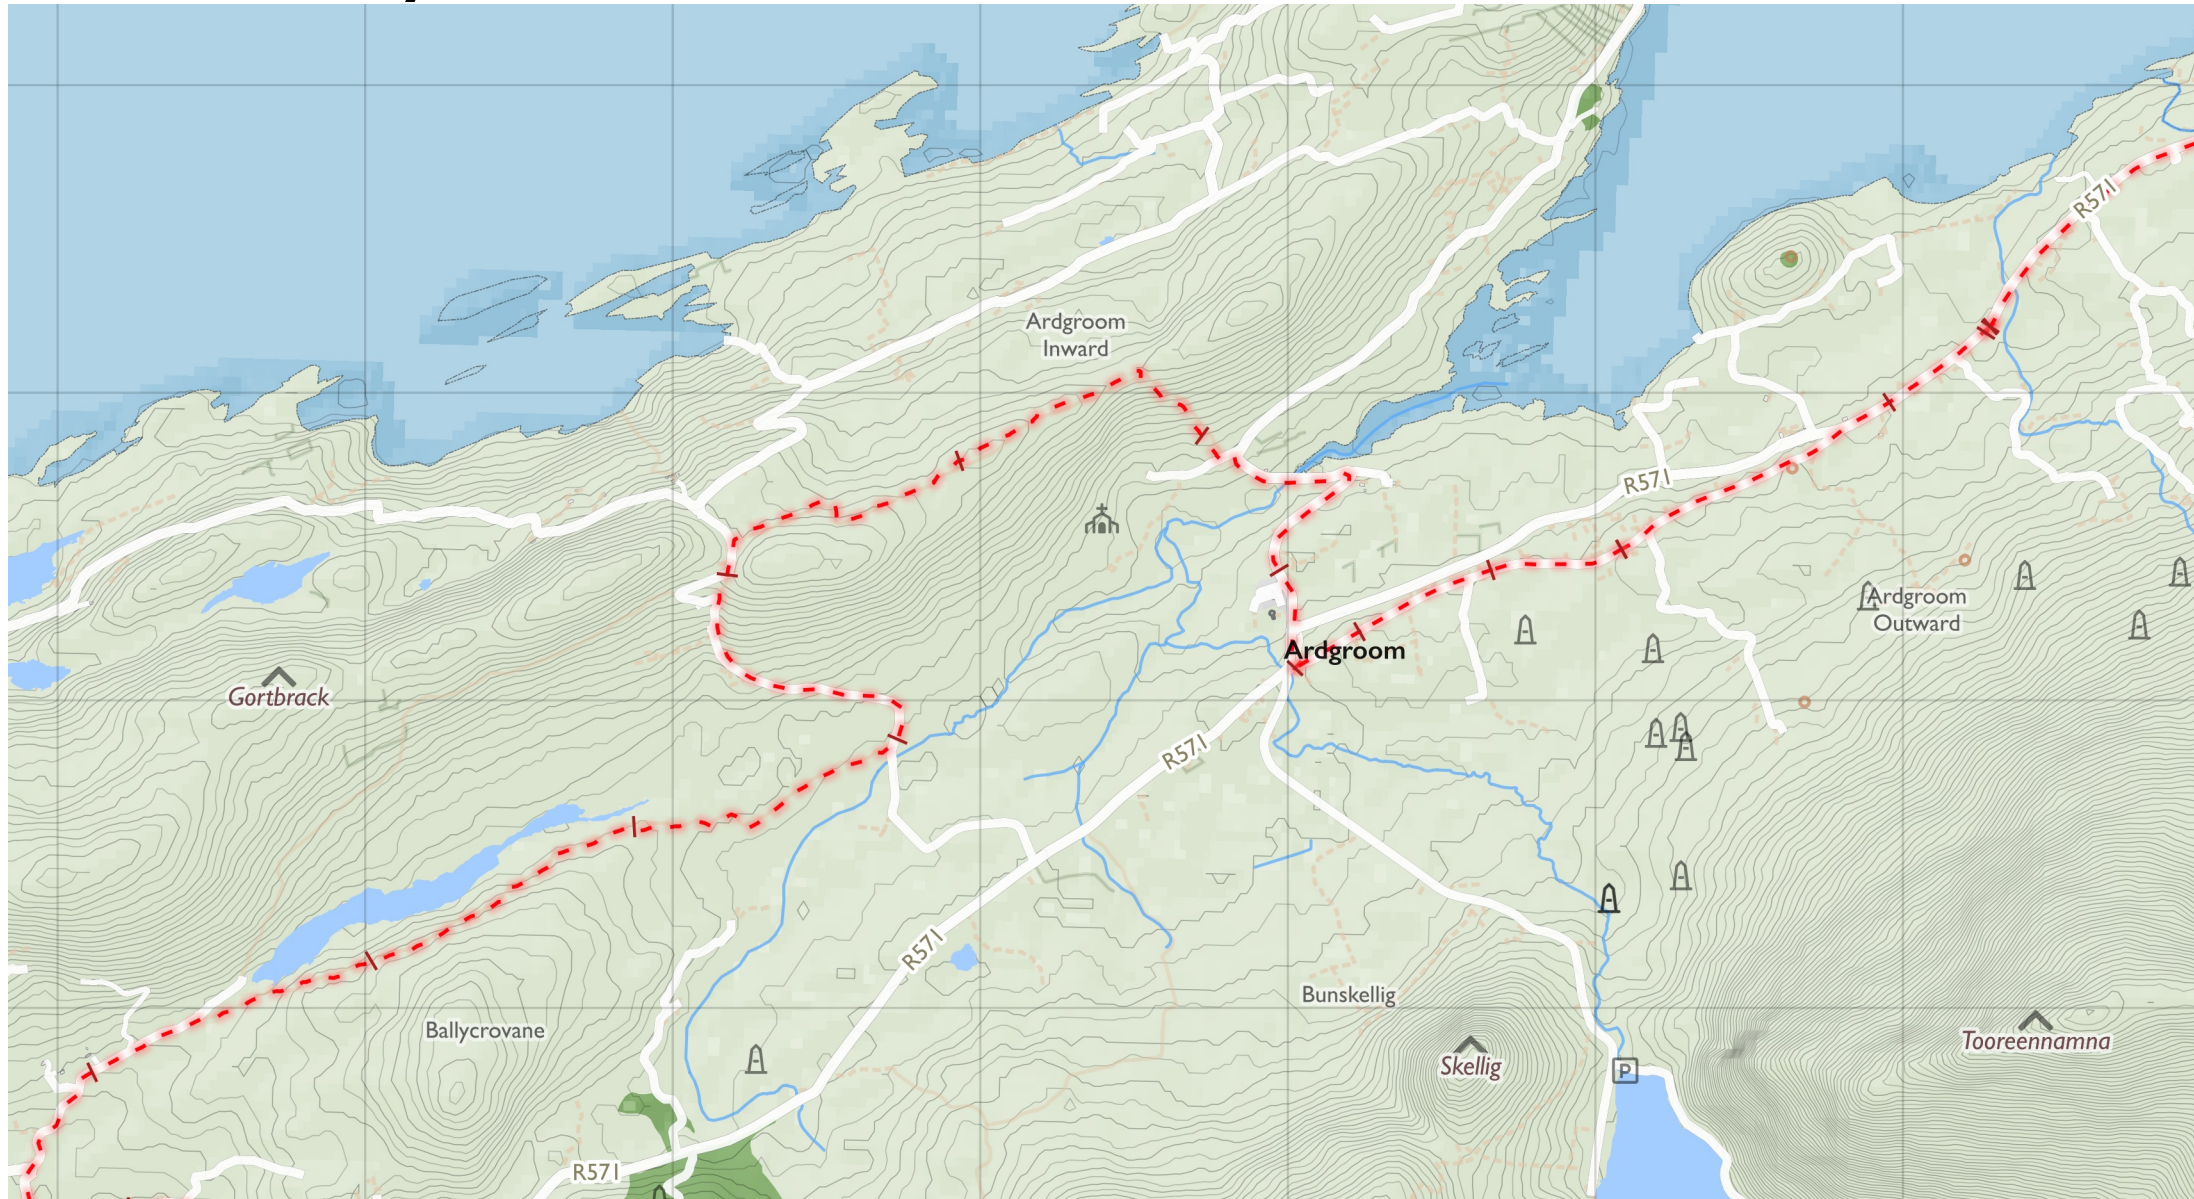 R571
Ardgroom
Inward
R571
Ardgroom
Outward
Ardgroom
Gortbrack
R571
R571
Bunskellig
Ballycrovane
Skellig
Tooreennamna
P
R571